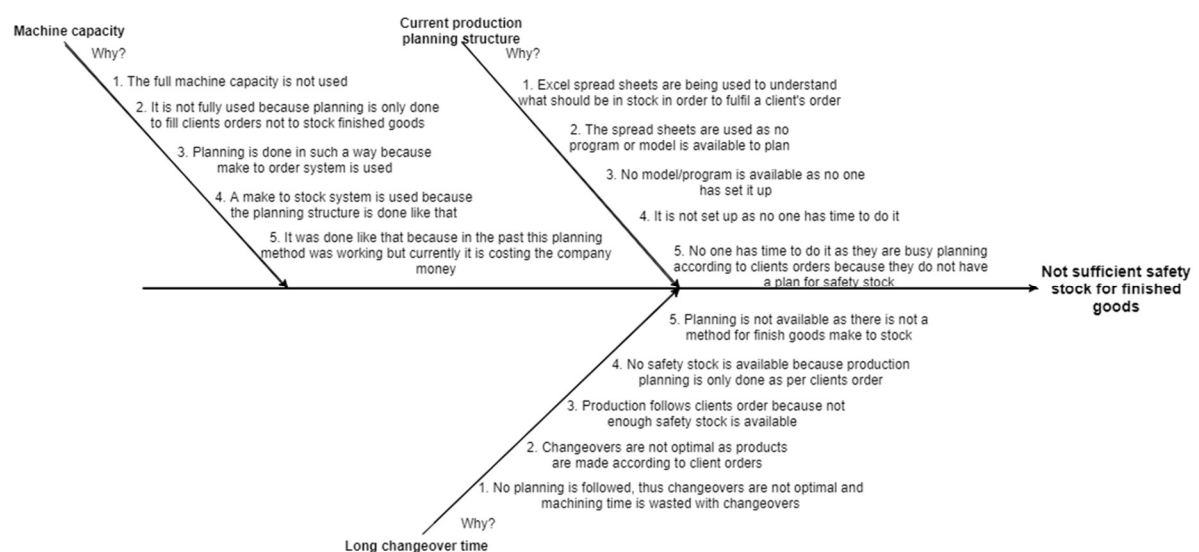 Machine capacity
Why?
1. The full machine capacity is not used
2. It is not fully used because planning is only done
to fill clients orders not to stock finished goods
3. Planning is done in such a way because
make to order system is used
4. A make to stock system is used because
the planning structure is done like that
5. It was done like that because in the past this planning
method was working but currently it is costing the company
money
Current production
planning structure
Why?
1. Excel spread sheets are being used to understand
what should be in stock in order to fulfil a client's order
2. The spread sheets are used as no
program or model is available to plan
3. No model/program is available as no one
has set it up
4. It is not set up as no one has time to do it
5. No one has time to do it as they are busy planning
according to clients orders because they do not have
a plan for safety stock
Not sufficient safety
stock for finished
goods
5. Planning is not available as there is not a
method for finish goods make to stock
4. No safety stock is available because production
planning is only done as per clients order
3. Production follows clients order because not
enough safety stock is available
2. Changeovers are not optimal as products
are made according to client orders
1. No planning is followed, thus changeovers are not optimal and
machining time is wasted with changeovers
Why?
Long changeover time